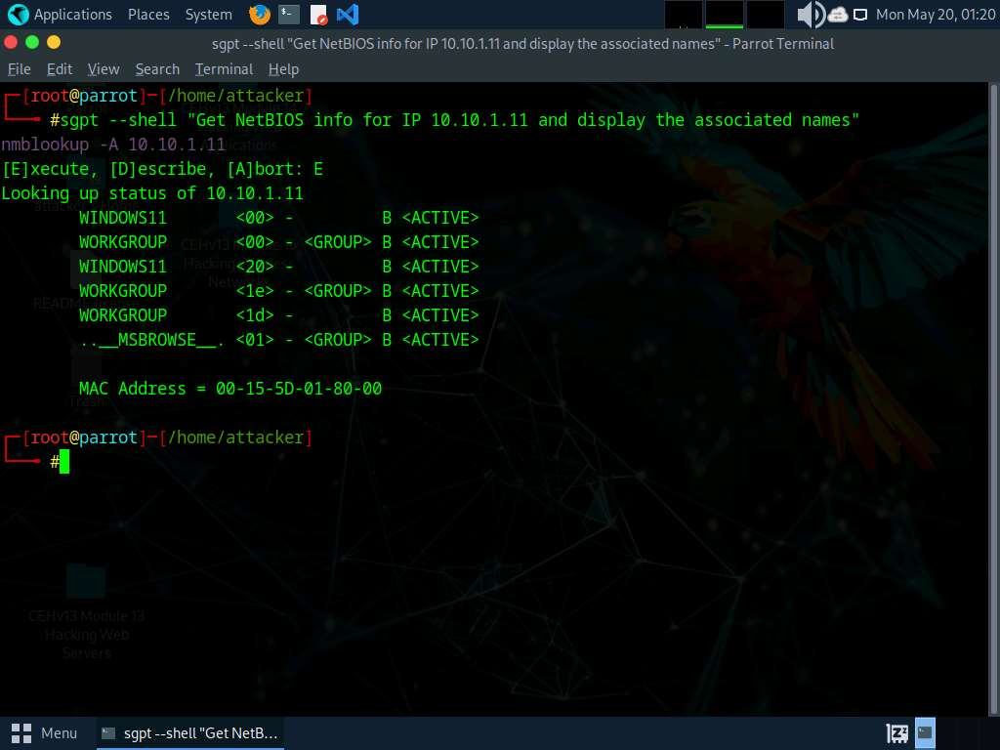 Applications Places System Mon May 20, 01:20
sgpt --shell "Get NetBIOS info for IP 10.10.1.11 and display the associated names" - Parrot Terminal
File Edit View Search Terminal Help
┌─[root@parrot]─[/home/attacker]
└──╼ #sgpt --shell "Get NetBIOS info for IP 10.10.1.11 and display the associated names"
nmblookup -A 10.10.1.11
[E]xecute, [D]escribe, [A]bort: E
Looking up status of 10.10.1.11
WINDOWS11 <00> - B <ACTIVE>
WORKGROUP <00> - <GROUP> B <ACTIVE>
WINDOWS11 <20> - B <ACTIVE>
WORKGROUP <1e> - <GROUP> B <ACTIVE>
WORKGROUP <1d> - B <ACTIVE>
..__MSBROWSE__. <01> - <GROUP> B <ACTIVE>
MAC Address = 00-15-5D-01-80-00
Trash
┌─[root@parrot]─[/home/attacker]
└──╼ #
CEHv13 Module 13
Hacking Web
Servers
Menu sgpt --shell "Get NetB...